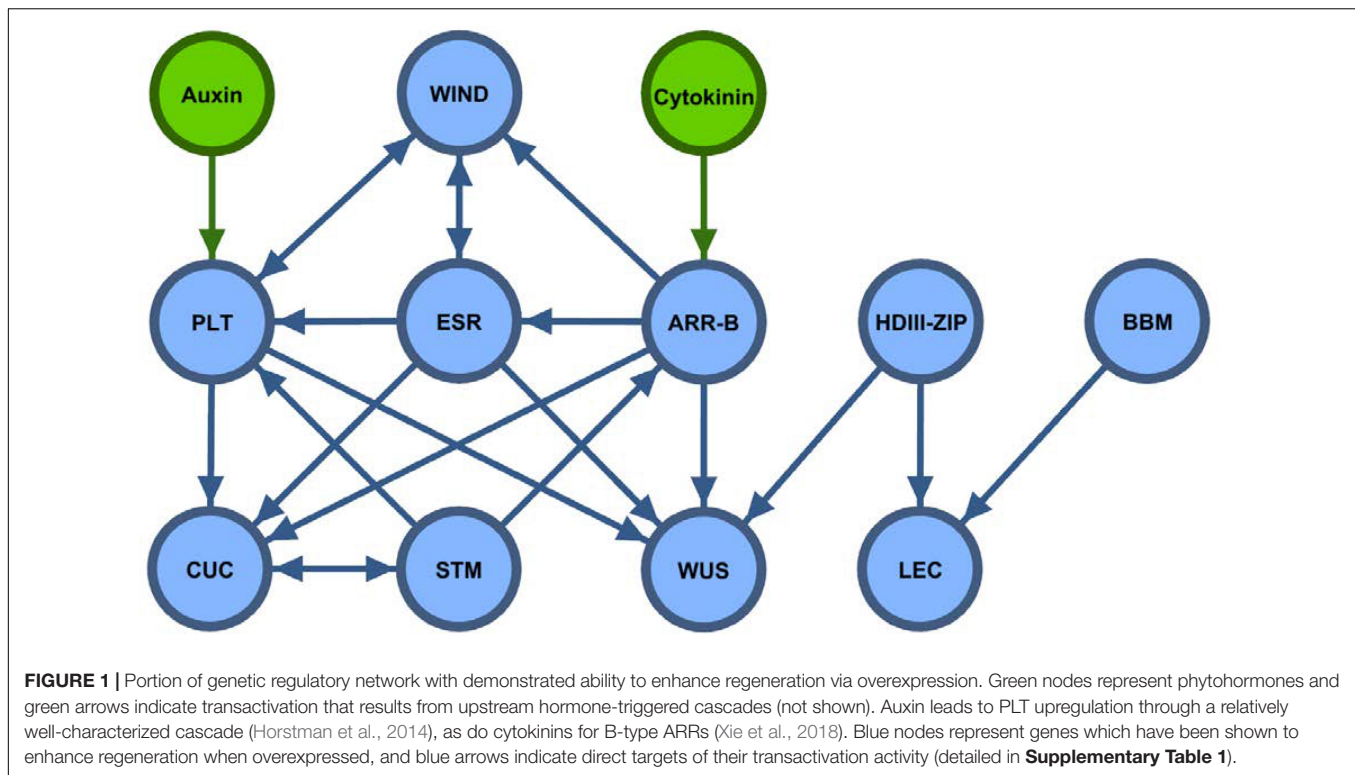 Auxin
WIND
Cytokinin
PLT
ESR
ARR-B
HDIII-ZIP
BBM
CUC
STM
WUS
LEC
FIGURE 1 | Portion of genetic regulatory network with demonstrated ability to enhance regeneration via overexpression. Green nodes represent phytohormones and
green arrows indicate transactivation that results from upstream hormone-triggered cascades (not shown). Auxin leads to PLT upregulation through a relatively
well-characterized cascade (Horstman et al., 2014), as do cytokinins for B-type ARRs (Xie et al., 2018). Blue nodes represent genes which have been shown to
enhance regeneration when overexpressed, and blue arrows indicate direct targets of their transactivation activity (detailed in Supplementary Table 1).